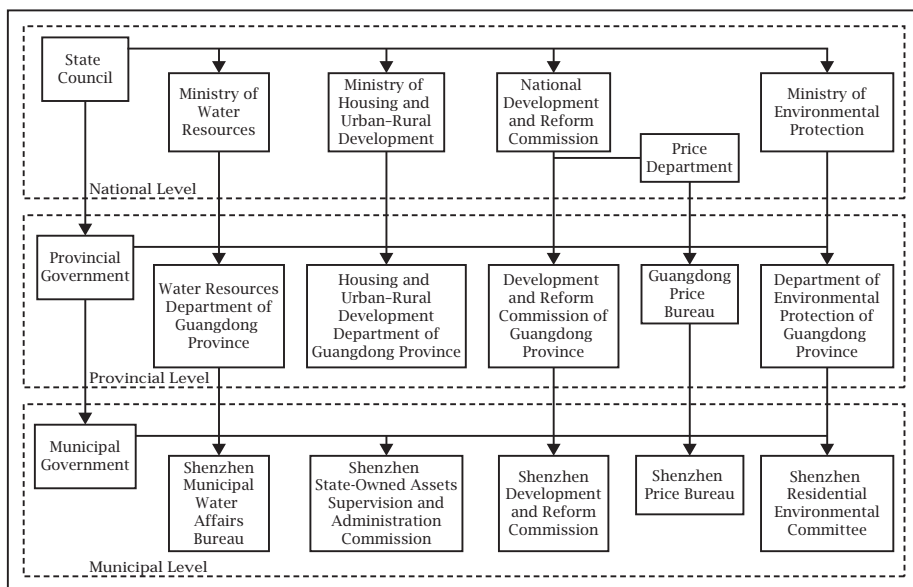 State
Council
Ministry of
Water
Resources
Ministry of
Housing and
Urban–Rural
Development
National
Development
and Reform
Commission
Price
Department
Ministry of
Environmental
Protection
National Level
Provincial
Government
Water Resources
Department of
Guangdong
Province
Housing and
Urban–Rural
Development
Department of
Guangdong Province
Development
and Reform
Commission of
Guangdong
Province
Guangdong
Price
Bureau
Department of
Environmental
Protection of
Guangdong
Province
Provincial Level
Municipal
Government
Shenzhen
Municipal
Water
Affairs
Bureau
Shenzhen
State-Owned Assets
Supervision and
Administration
Commission
Shenzhen
Development
and Reform
Commission
Shenzhen
Price Bureau
Shenzhen
Residential
Environmental
Committee
Municipal Level